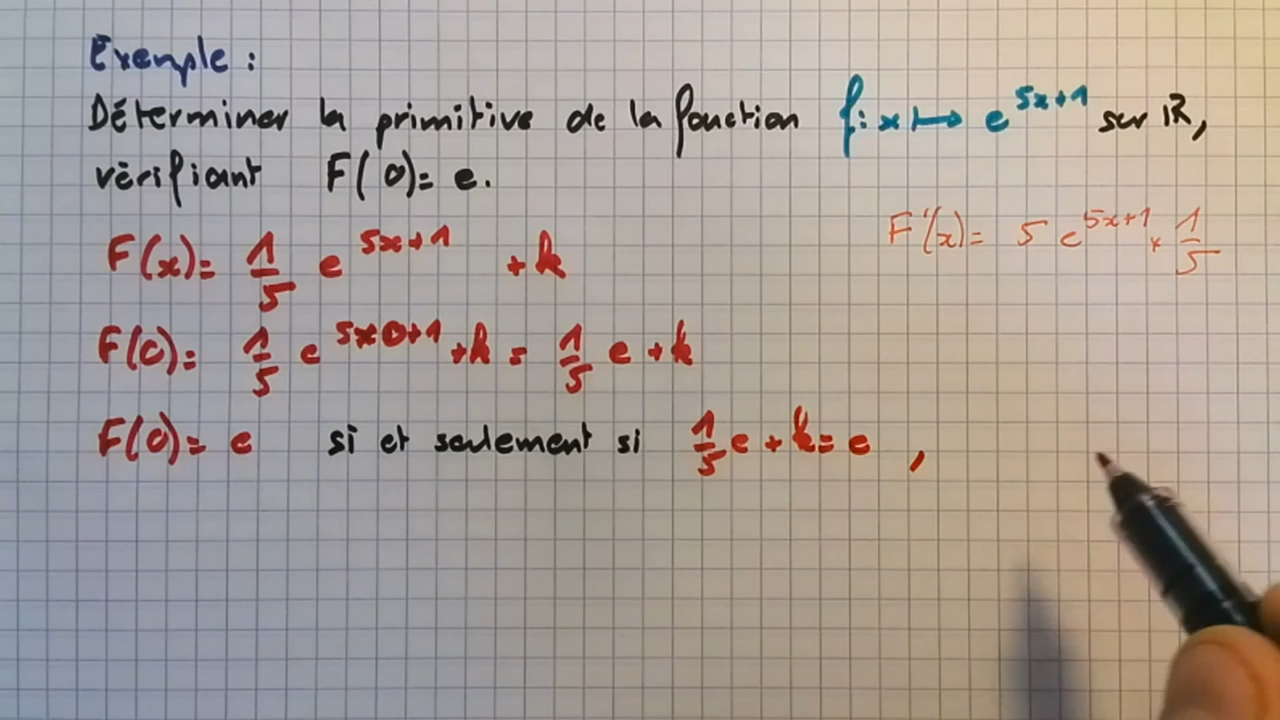 Exemple :
Déterminer la primitive de la fonction f: x ⟼ e^{5x+1} sur ℝ,
vérifiant F(0) = e.
F'(x) = 5 e^{5x+1} × 1/5
F(x) = 1/5 e^{5x+1} + k
F(0) = 1/5 e^{5×0+1} + k = 1/5 e + k
F(0) = e si et seulement si 1/5 e + k = e ,